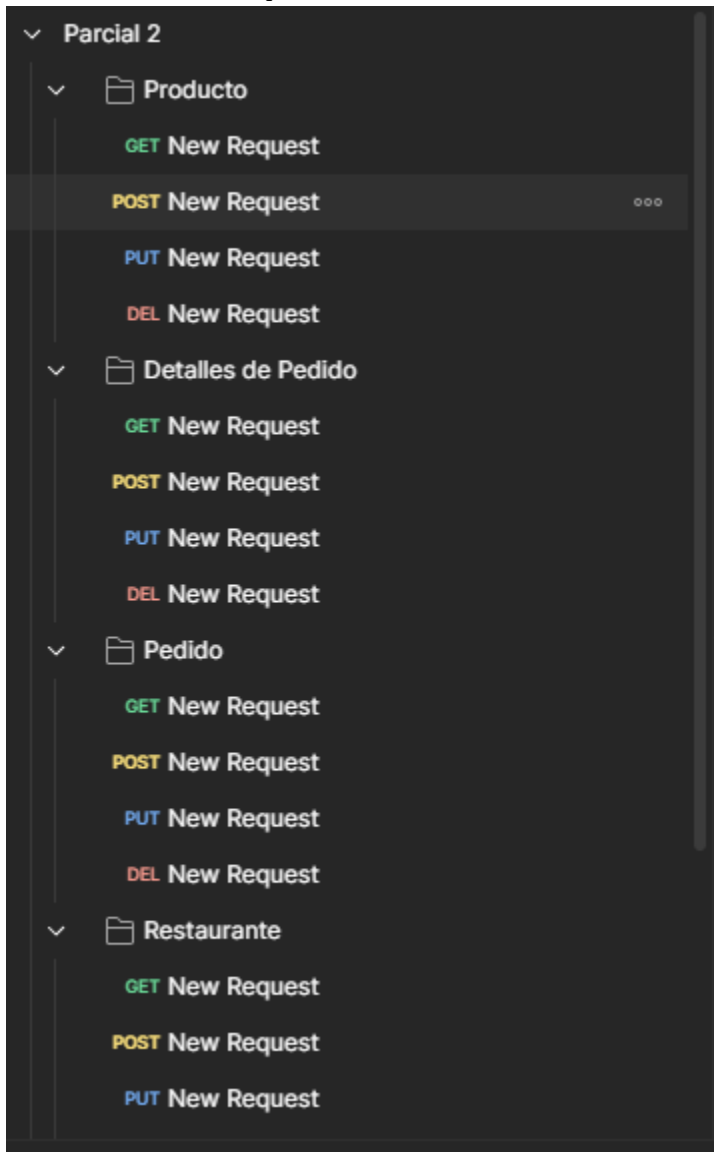 Parcial 2
Producto
GET New Request
POST New Request
PUT New Request
DEL New Request
Detalles de Pedido
GET New Request
POST New Request
PUT New Request
DEL New Request
Pedido
GET New Request
POST New Request
PUT New Request
DEL New Request
Restaurante
GET New Request
POST New Request
PUT New Request